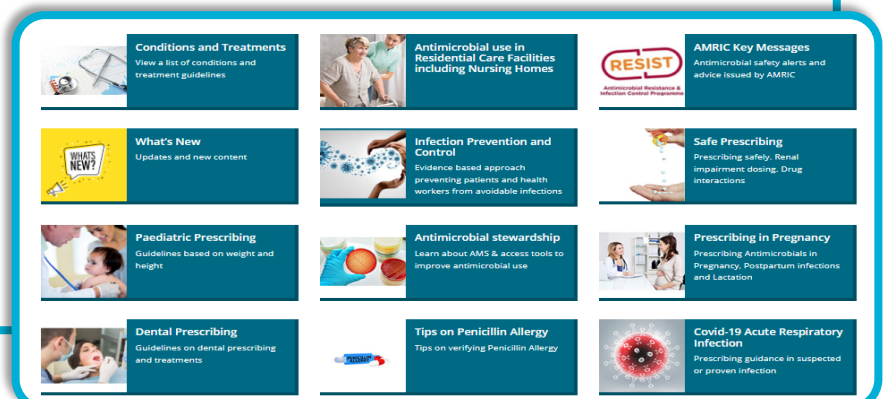 Conditions and Treatments
View a list of conditions and
treatment guidelines
Antimicrobial use in
Residential Care Facilities
including Nursing Homes
RESIST
Antimicrobial Resistance &
Infection Control Programme
AMRIC Key Messages
Antimicrobial safety alerts and
advice issued by AMRIC
WHATS
NEW?
What's New
Updates and new content
Infection Prevention and
Control
Evidence based approach
preventing patients and health
workers from avoidable infections
Safe Prescribing
Prescribing safely. Renal
impairment dosing. Drug
interactions
Paediatric Prescribing
Guidelines based on weight and
height
Antimicrobial stewardship
Learn about AMS & access tools to
improve antimicrobial use
Prescribing in Pregnancy
Prescribing Antimicrobials in
Pregnancy, Postpartum infections
and Lactation
Dental Prescribing
Guidelines on dental prescribing
and treatments
PENICILLIN
ALLERGY
Tips on Penicillin Allergy
Tips on verifying Penicillin Allergy
Covid-19 Acute Respiratory
Infection
Prescribing guidance in suspected
or proven infection